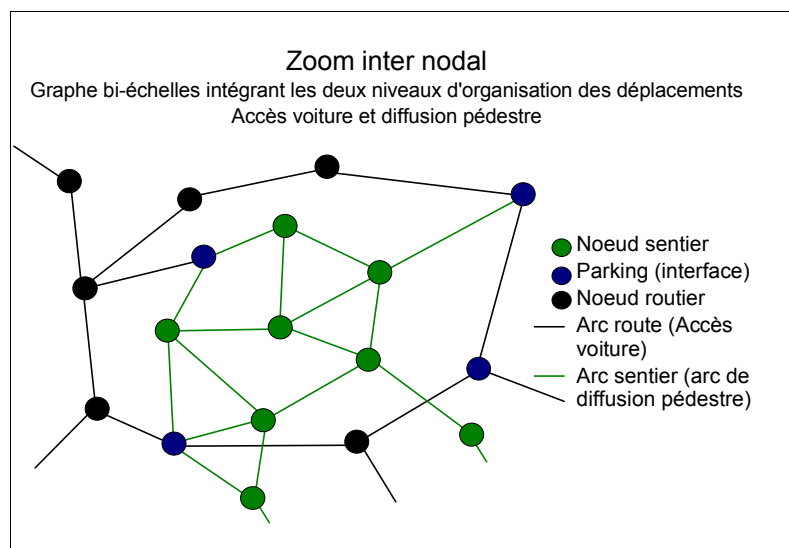 Zoom inter nodal
Graphe bi-échelles intégrant les deux niveaux d'organisation des déplacements
Accès voiture et diffusion pédestre
Noeud sentier
Parking (interface)
Noeud routier
Arc route (Accès
voiture)
Arc sentier (arc de
diffusion pédestre)